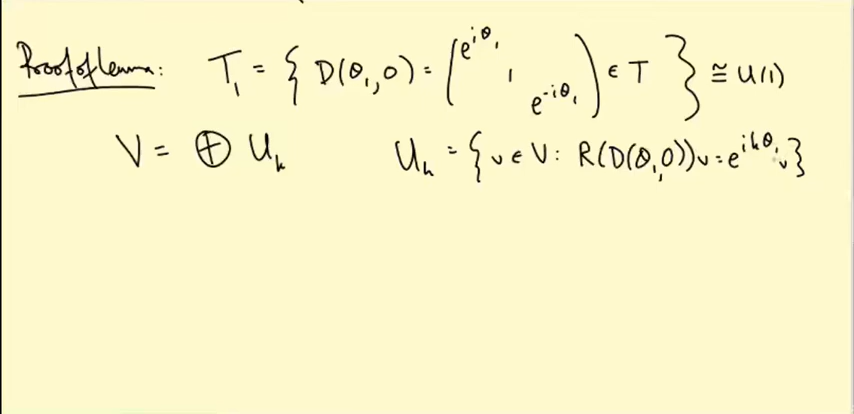 Proof of Lemma: T₁ = { D(θ₁,0) = ( e^{iθ₁} 1 e^{-iθ₁} ) ∈ T } ≅ U(1)
V = ⊕ U_k U_k = { v ∈ V : R(D(θ₁,0))v = e^{ikθ₁} v }